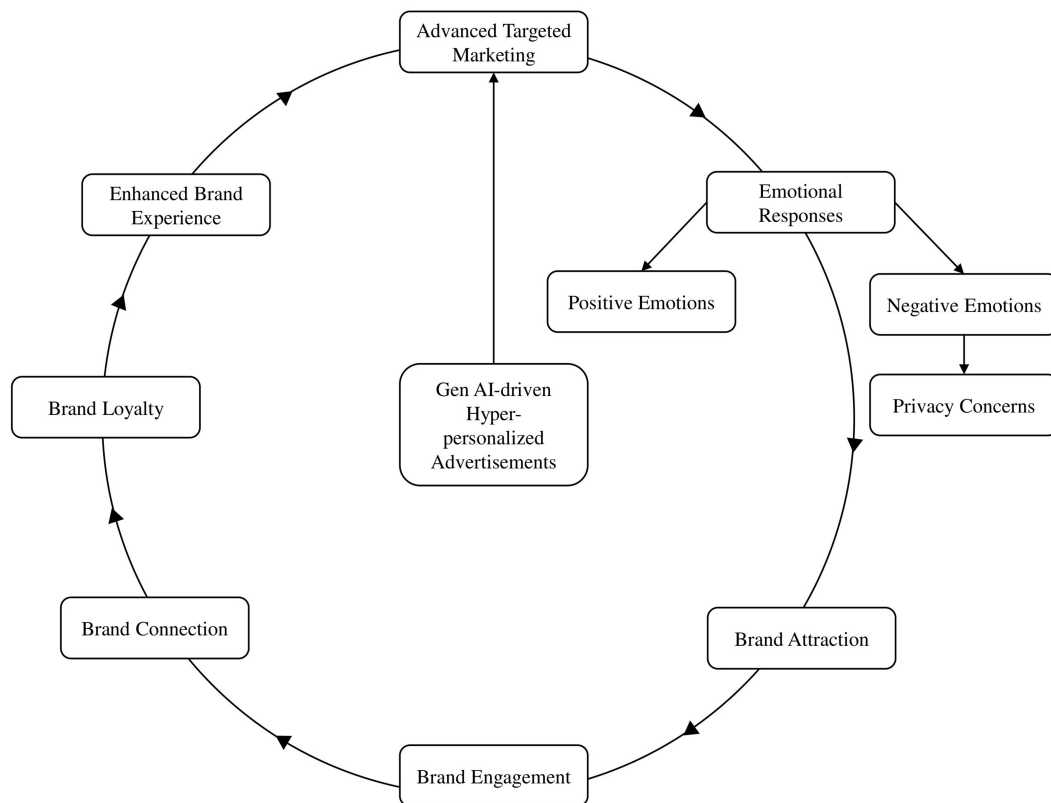 Advanced Targeted
Marketing
Enhanced Brand
Experience
Emotional
Responses
Positive Emotions
Negative Emotions
Privacy Concerns
Gen AI-driven
Hyper-
personalized
Advertisements
Brand Loyalty
Brand Connection
Brand Attraction
Brand Engagement